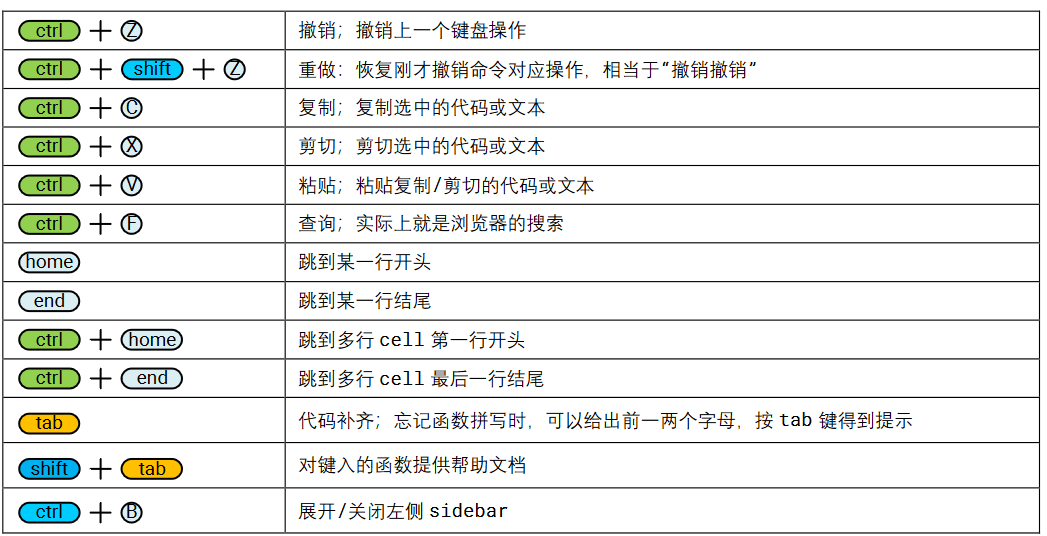 ctrl + Z 撤销；撤销上一个键盘操作
ctrl + shift + Z 重做：恢复刚才撤销命令对应操作，相当于“撤销撤销”
ctrl + C 复制；复制选中的代码或文本
ctrl + X 剪切；剪切选中的代码或文本
ctrl + V 粘贴；粘贴复制/剪切的代码或文本
ctrl + F 查询；实际上就是浏览器的搜索
home 跳到某一行开头
end 跳到某一行结尾
ctrl + home 跳到多行 cell 第一行开头
ctrl + end 跳到多行 cell 最后一行结尾
tab 代码补齐；忘记函数拼写时，可以给出前一两个字母，按 tab 键得到提示
shift + tab 对键入的函数提供帮助文档
ctrl + B 展开/关闭左侧 sidebar